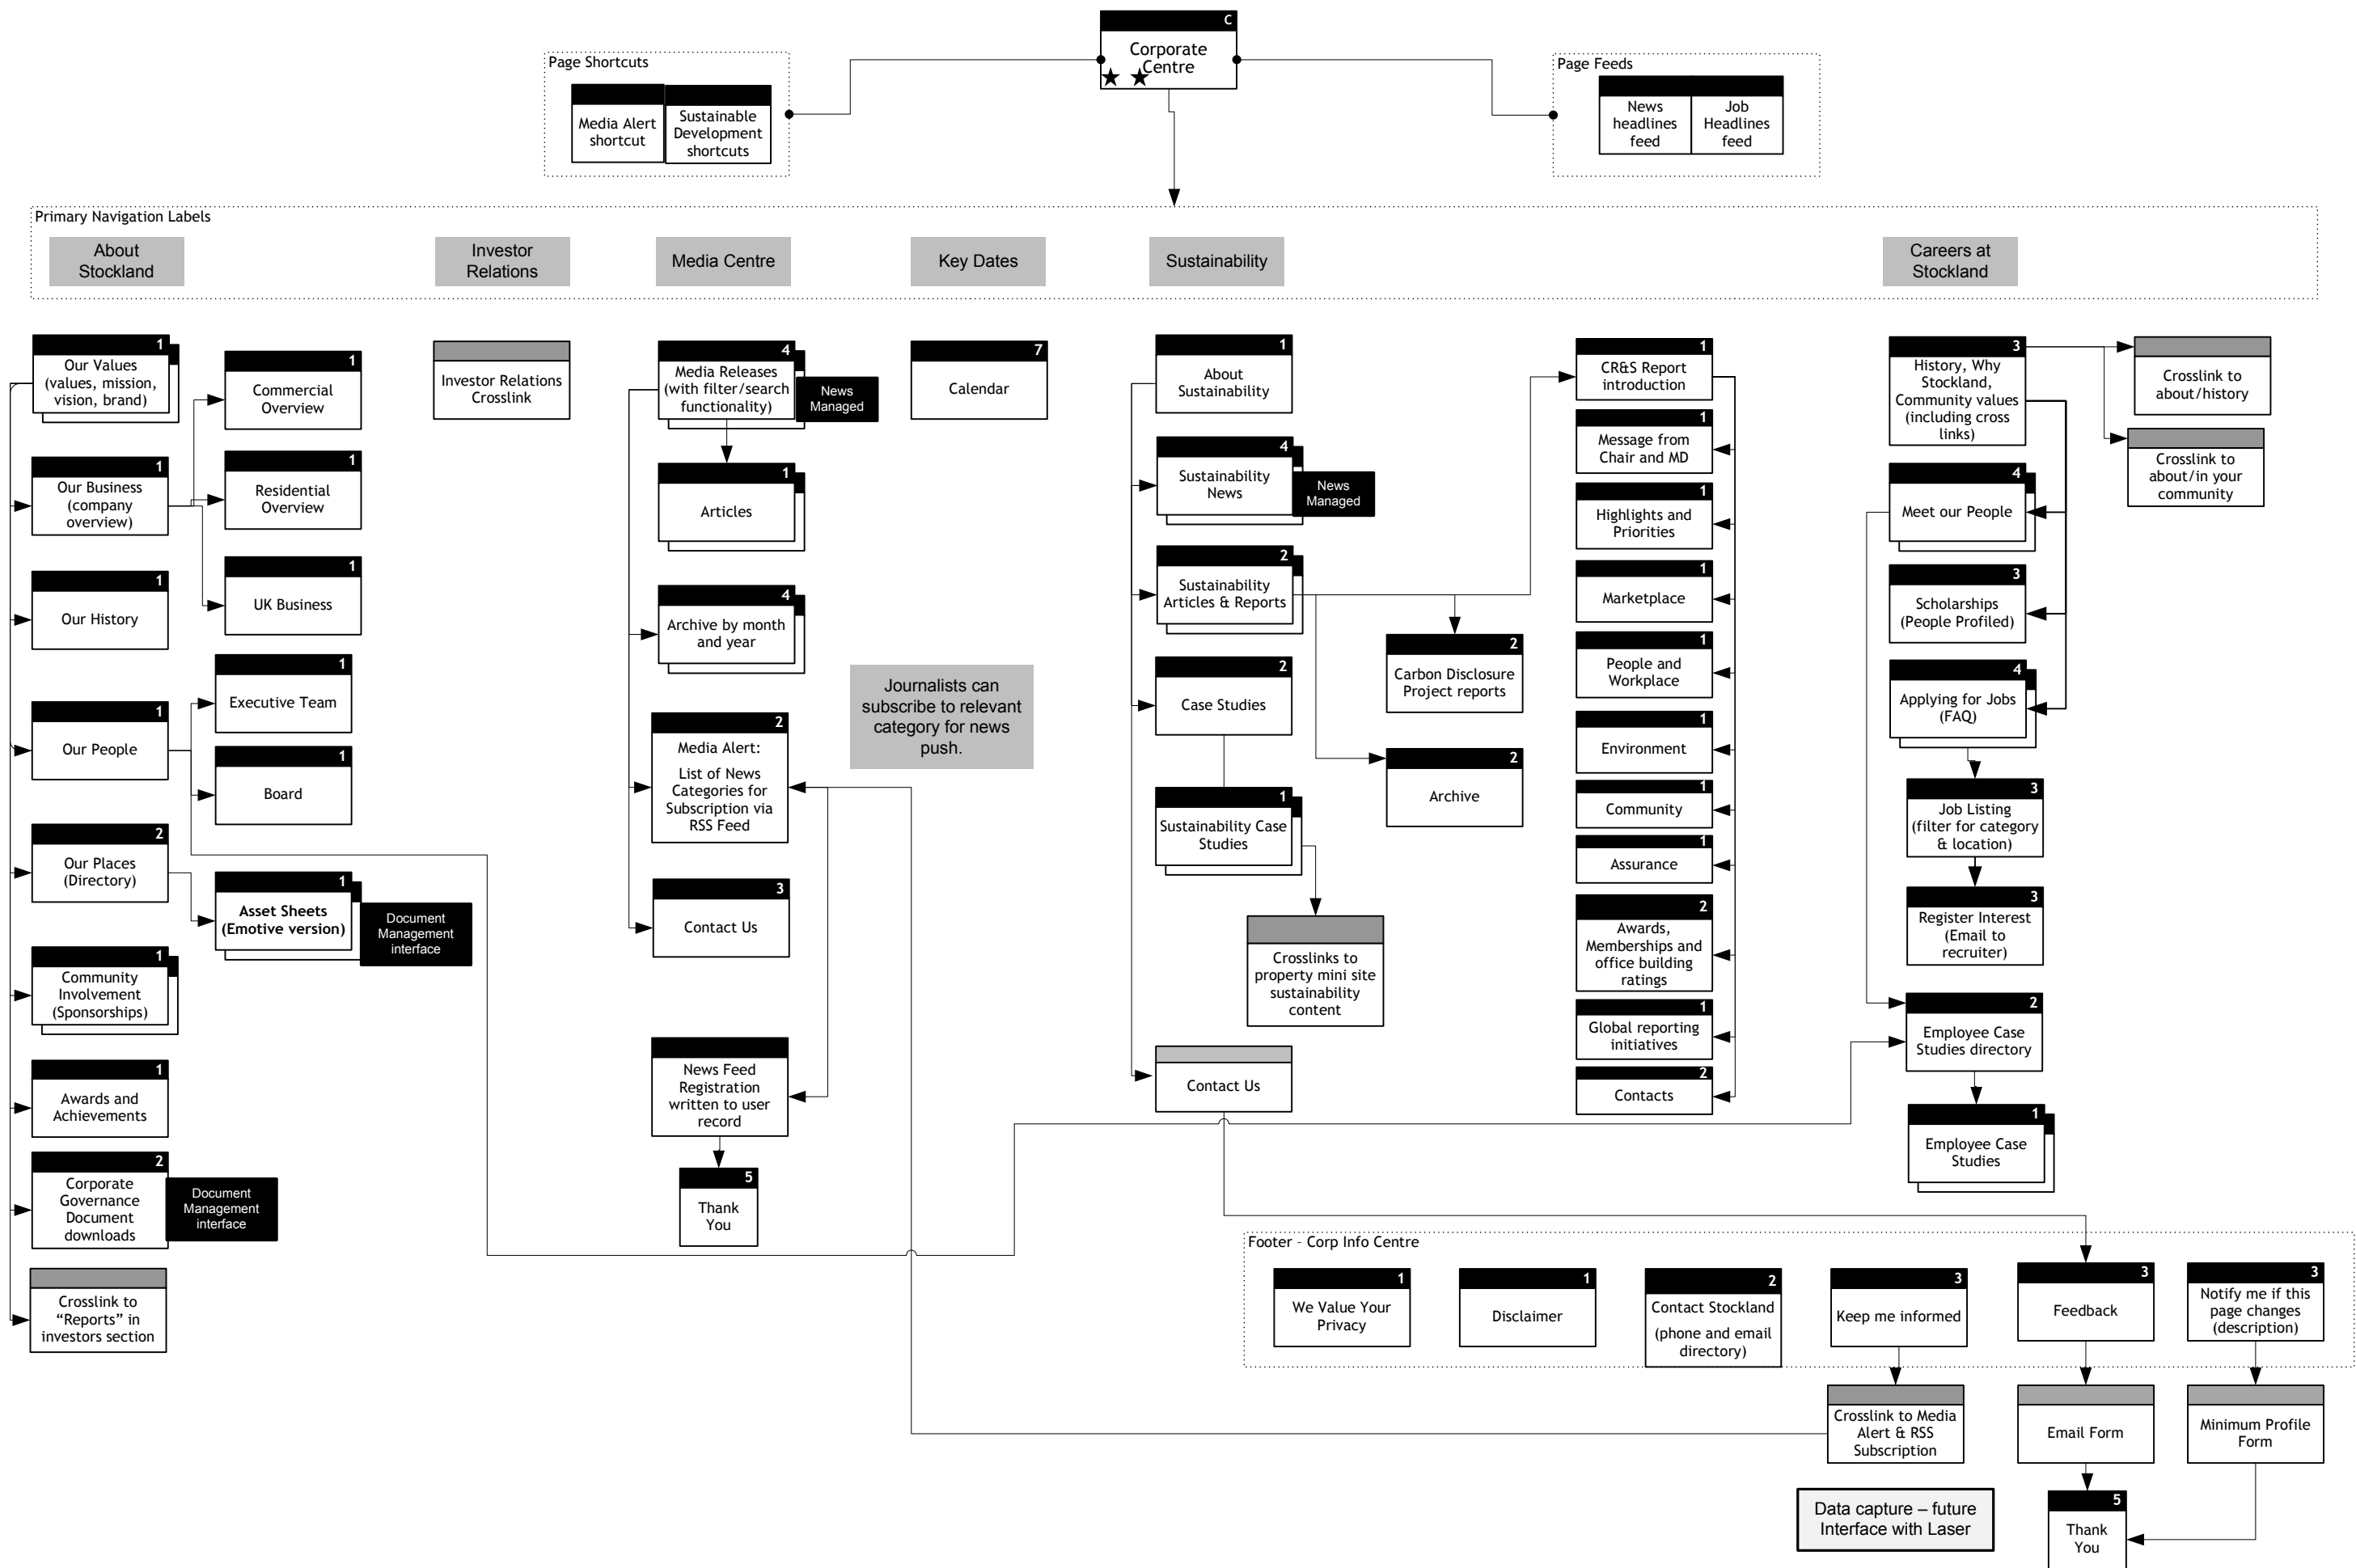 C
Corporate
Centre
Page Shortcuts
Media Alert
shortcut
Sustainable
Development
shortcuts
Page Feeds
News
headlines
feed
Job
Headlines
feed
Primary Navigation Labels
About
Stockland
Investor
Relations
Media Centre
Key Dates
Sustainability
Careers at
Stockland
1
Our Values
(values, mission,
vision, brand)
1
Commercial
Overview
1
Our Business
(company
overview)
1
Residential
Overview
1
Our History
1
UK Business
1
Our People
1
Executive Team
1
Board
2
Our Places
(Directory)
1
Asset Sheets
(Emotive version)
Document
Management
interface
1
Community
Involvement
(Sponsorships)
1
Awards and
Achievements
2
Corporate
Governance
Document
downloads
Document
Management
interface
Crosslink to
“Reports” in
investors section
Investor Relations
Crosslink
4
Media Releases
(with filter/search
functionality)
News
Managed
1
Articles
4
Archive by month
and year
2
Media Alert:
List of News
Categories for
Subscription via
RSS Feed
Journalists can
subscribe to relevant
category for news
push.
3
Contact Us
News Feed
Registration
written to user
record
5
Thank
You
7
Calendar
1
About
Sustainability
4
Sustainability
News
News
Managed
2
Sustainability
Articles & Reports
2
Case Studies
1
Sustainability Case
Studies
2
Carbon Disclosure
Project reports
2
Archive
Crosslinks to
property mini site
sustainability
content
Contact Us
1
CR&S Report
introduction
1
Message from
Chair and MD
1
Highlights and
Priorities
1
Marketplace
1
People and
Workplace
1
Environment
1
Community
1
Assurance
2
Awards,
Memberships and
office building
ratings
1
Global reporting
initiatives
2
Contacts
3
History, Why
Stockland,
Community values
(including cross
links)
Crosslink to
about/history
Crosslink to
about/in your
community
4
Meet our People
3
Scholarships
(People Profiled)
4
Applying for Jobs
(FAQ)
3
Job Listing
(filter for category
& location)
3
Register Interest
(Email to
recruiter)
2
Employee Case
Studies directory
1
Employee Case
Studies
Footer – Corp Info Centre
1
We Value Your
Privacy
1
Disclaimer
2
Contact Stockland
(phone and email
directory)
3
Keep me informed
3
Feedback
3
Notify me if this
page changes
(description)
Crosslink to Media
Alert & RSS
Subscription
Email Form
Minimum Profile
Form
Data capture – future
Interface with Laser
5
Thank
You